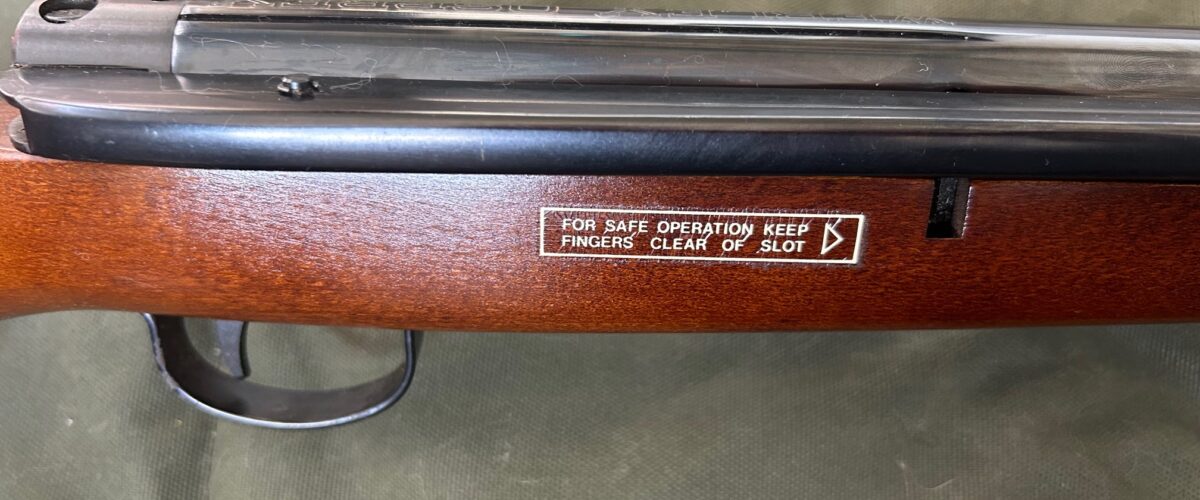 FOR SAFE OPERATION KEEP
FINGERS CLEAR OF SLOT